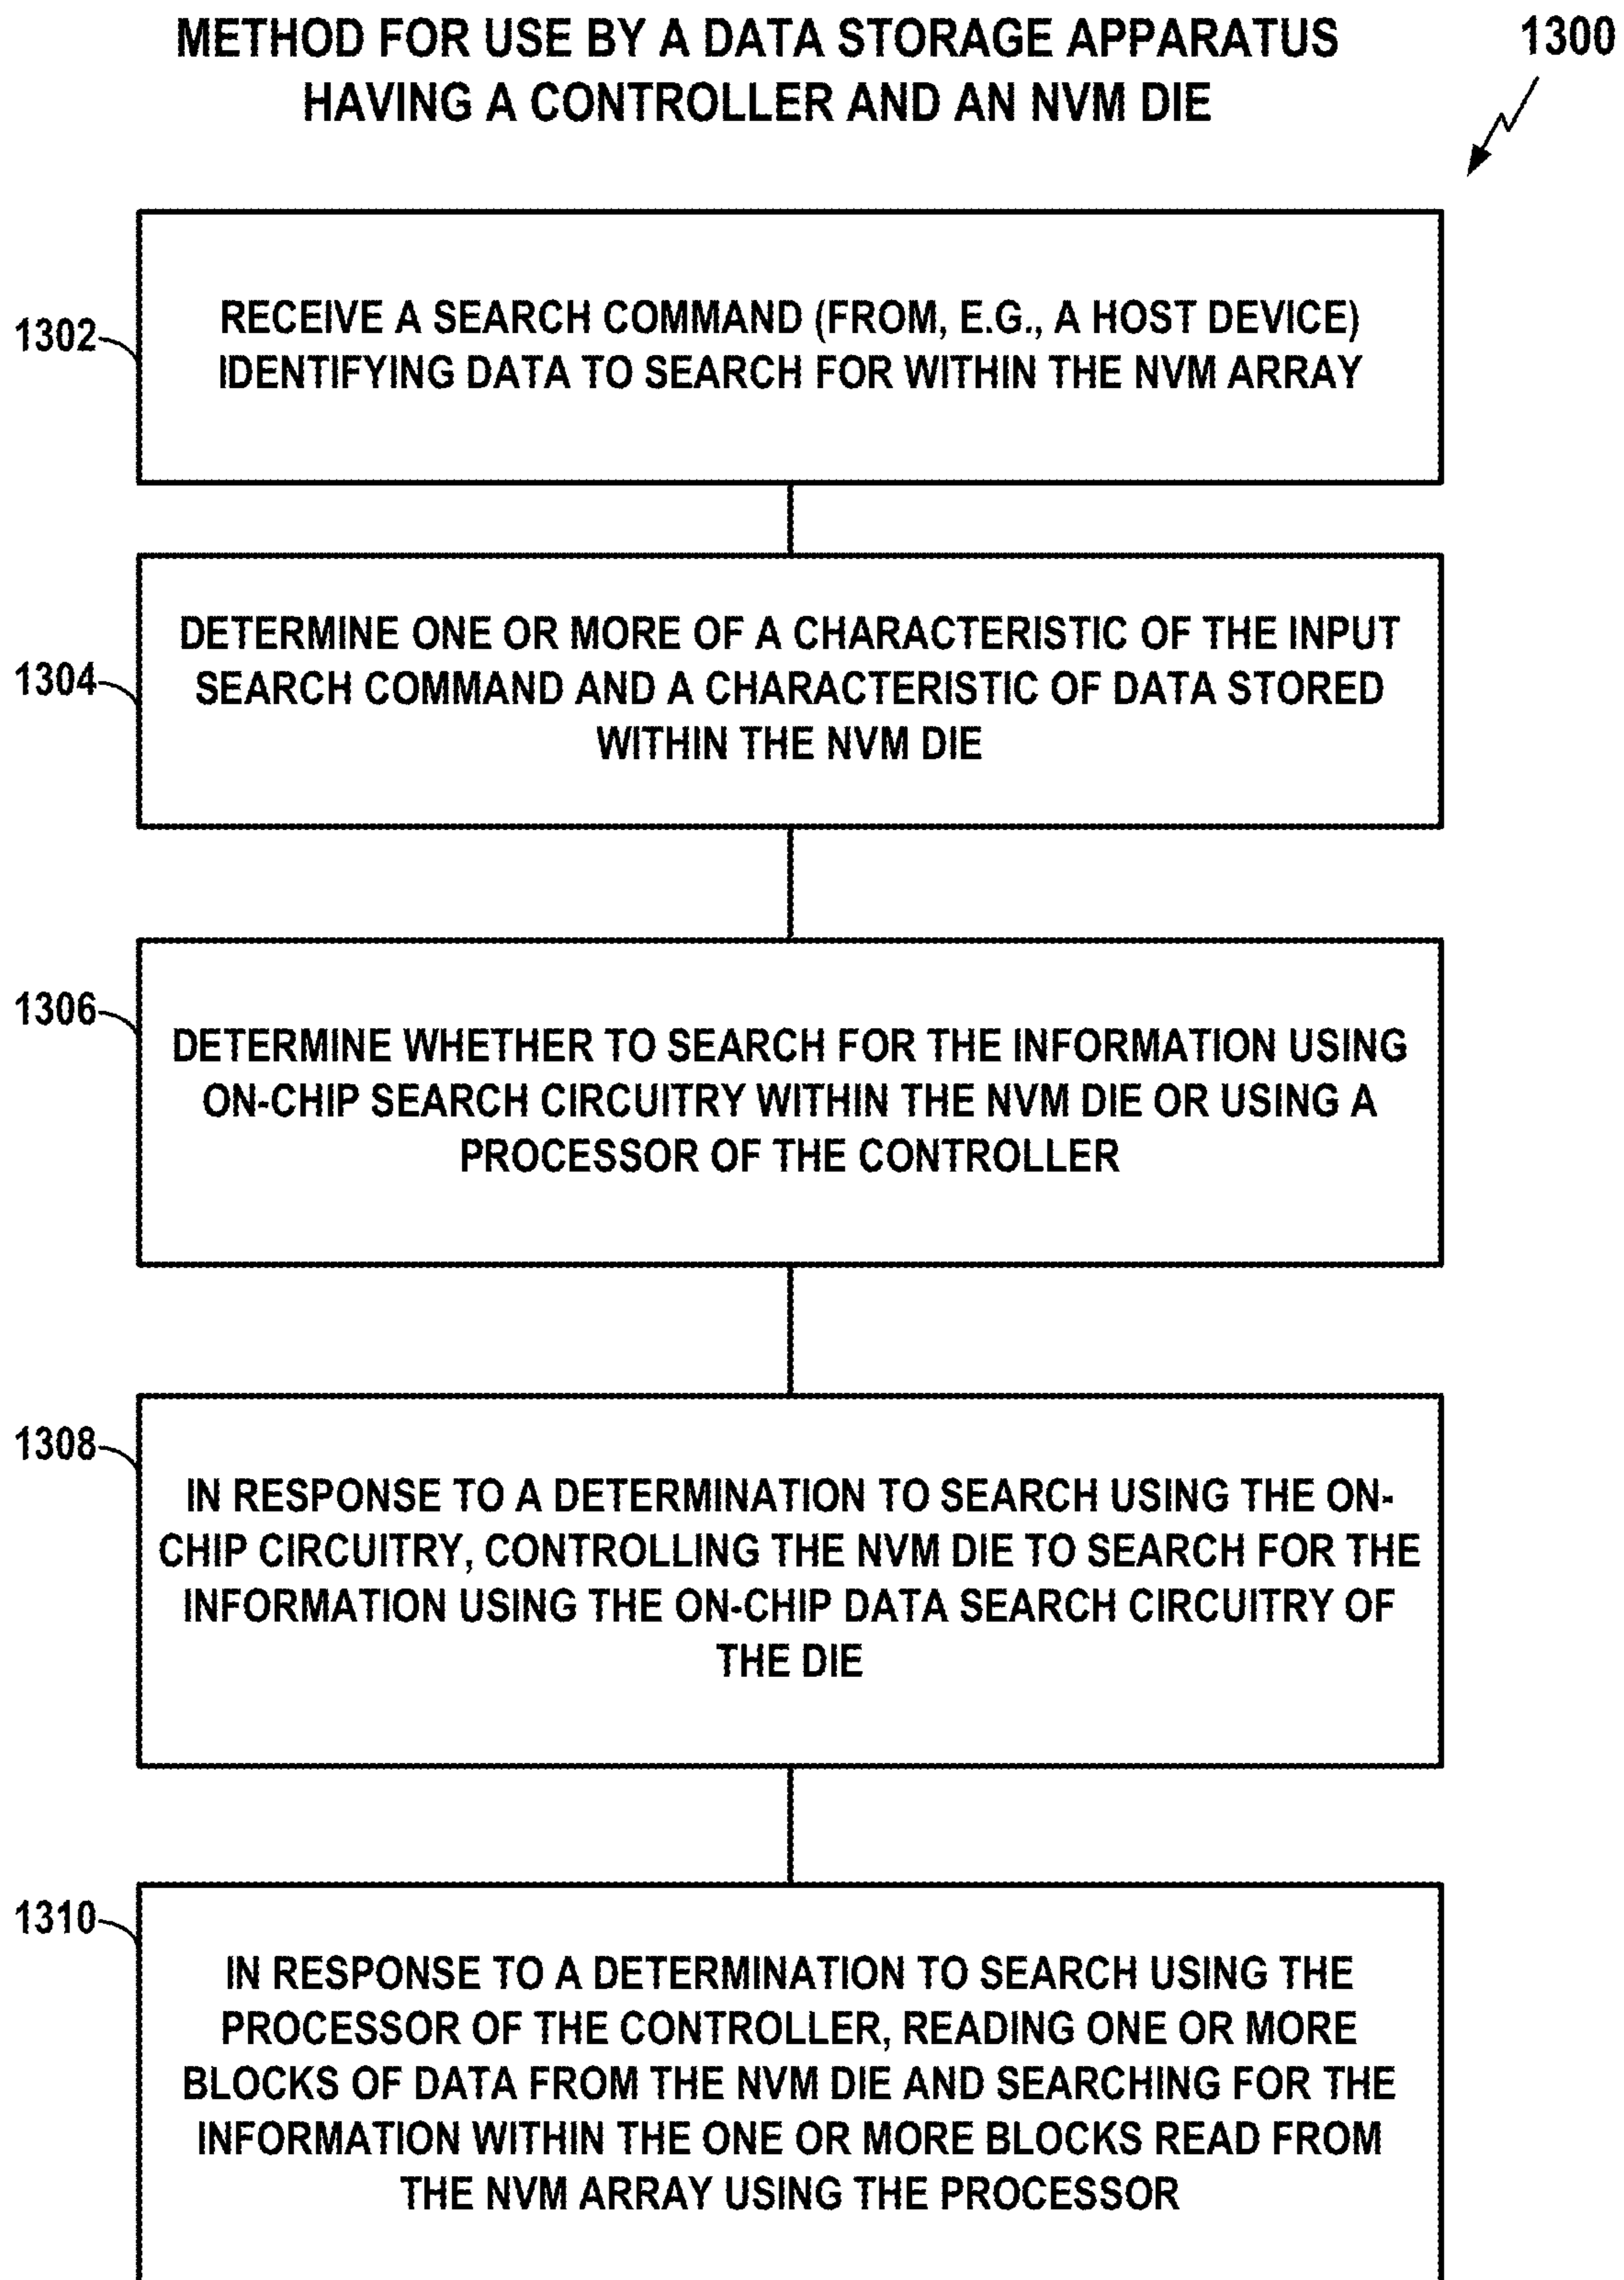 METHOD FOR USE BY A DATA STORAGE APPARATUS
HAVING A CONTROLLER AND AN NVM DIE
1300
1302
RECEIVE A SEARCH COMMAND (FROM, E.G., A HOST DEVICE)
IDENTIFYING DATA TO SEARCH FOR WITHIN THE NVM ARRAY
1304
DETERMINE ONE OR MORE OF A CHARACTERISTIC OF THE INPUT
SEARCH COMMAND AND A CHARACTERISTIC OF DATA STORED
WITHIN THE NVM DIE
1306
DETERMINE WHETHER TO SEARCH FOR THE INFORMATION USING
ON-CHIP SEARCH CIRCUITRY WITHIN THE NVM DIE OR USING A
PROCESSOR OF THE CONTROLLER
1308
IN RESPONSE TO A DETERMINATION TO SEARCH USING THE ON-
CHIP CIRCUITRY, CONTROLLING THE NVM DIE TO SEARCH FOR THE
INFORMATION USING THE ON-CHIP DATA SEARCH CIRCUITRY OF
THE DIE
1310
IN RESPONSE TO A DETERMINATION TO SEARCH USING THE
PROCESSOR OF THE CONTROLLER, READING ONE OR MORE
BLOCKS OF DATA FROM THE NVM DIE AND SEARCHING FOR THE
INFORMATION WITHIN THE ONE OR MORE BLOCKS READ FROM
THE NVM ARRAY USING THE PROCESSOR